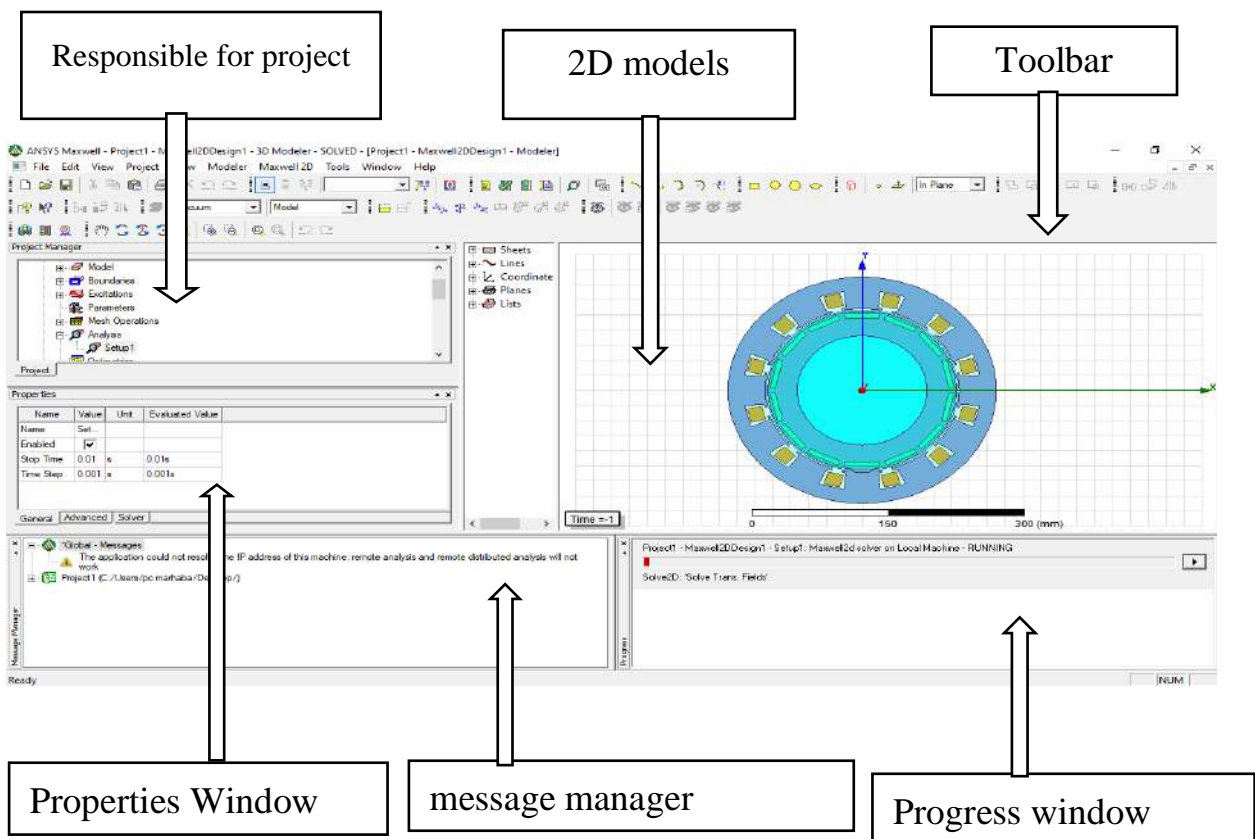 Responsible for project
2D models
Toolbar
ANSYS Maxwell - Project1 - Maxwell2DDesign1 - 3D Modeler - SOLVED - [Project1 - Maxwell2DDesign1 - Modeler]
File Edit View Project Modeler Maxwell 2D Tools Window Help
In Plane
Model
Project Manager
Model
Boundaries
Excitations
Parameters
Mesh Operations
Analysis
Setup1
Project
Sheets
Lines
Coordinate
Planes
Lists
Y
X
Properties
Name Value Unit Evaluated Value
Name Set...
Enabled
Stop Time 0.01 s 0.01s
Time Step 0.001 s 0.001s
General Advanced Solver
Time =-1
0 150 300 (mm)
*Global - Messages
The application could not the IP address of this machine: remote analysis and remote distributed analysis will not
work.
Project1 (C:/Users/pc marhaba/
Message Manager
Project1 - Maxwell2DDesign1 - Setup1: Maxwell2d solver on Local Machine - RUNNING
Solve2D: 'Solve Trans. Fields'
Progress
Ready
NUM
Properties Window
message manager
Progress window